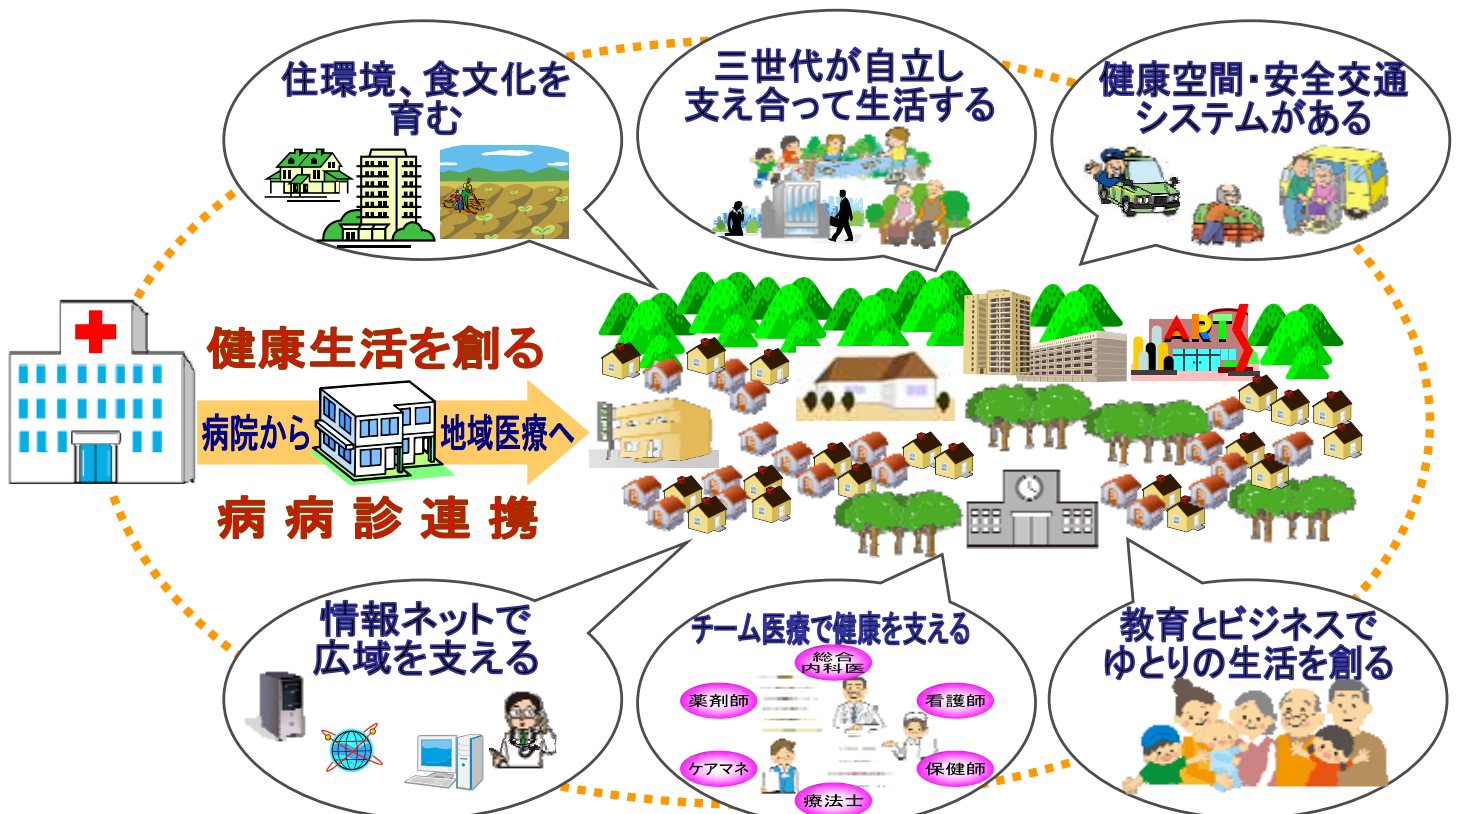 住環境、食文化を
育む
三世代が自立し
支え合って生活する
健康空間・安全交通
システムがある
健康生活を創る
病院から
地域医療へ
病病診連携
ART
情報ネットで
広域を支える
チーム医療で健康を支える
総合
内科医
薬剤師
看護師
ケアマネ
保健師
療法士
教育とビジネスで
ゆとりの生活を創る